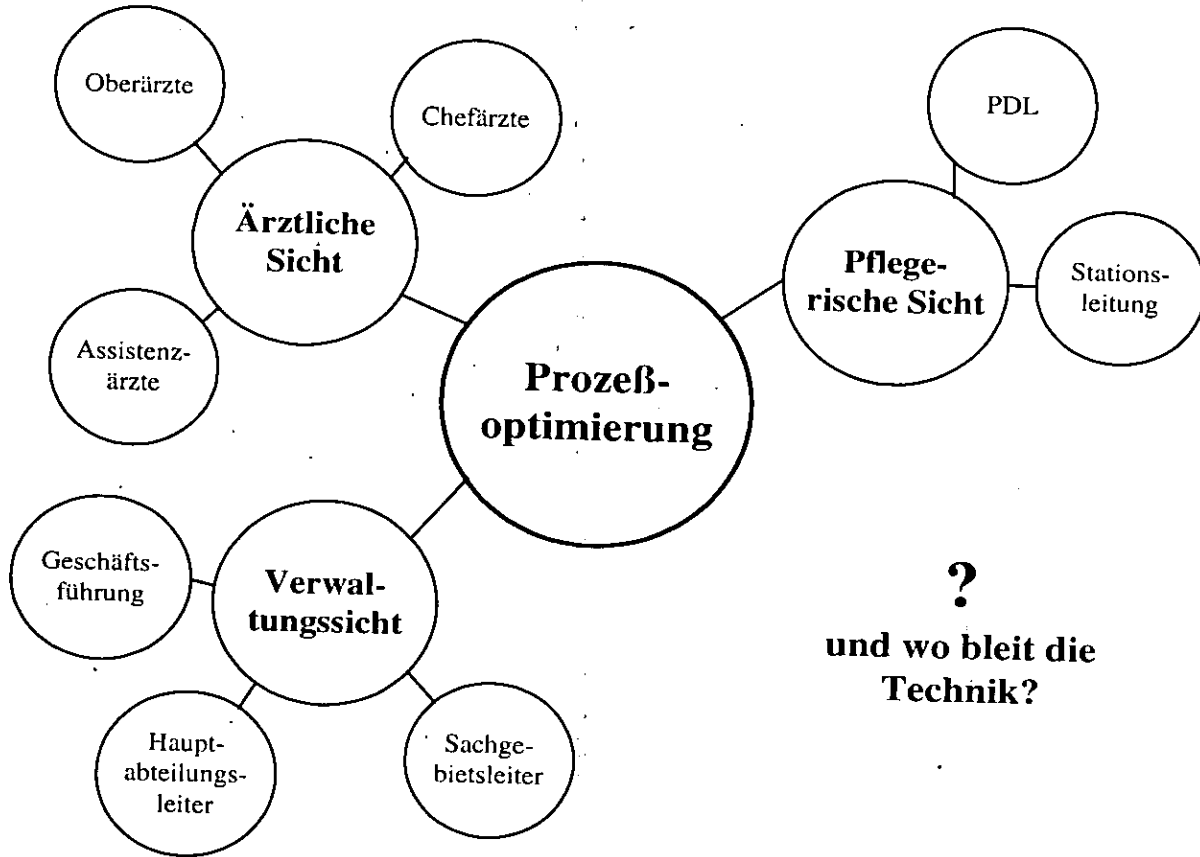 Oberärzte
Chefärzte
PDL
Ärztliche
Sicht
Pflege-
rische Sicht
Stations-
leitung
Assistenz-
ärzte
Prozeß-
optimierung
Geschäfts-
führung
Verwal-
tungssicht
Haupt-
abteilungs-
leiter
Sachge-
bietsleiter
?
und wo bleit die
Technik?